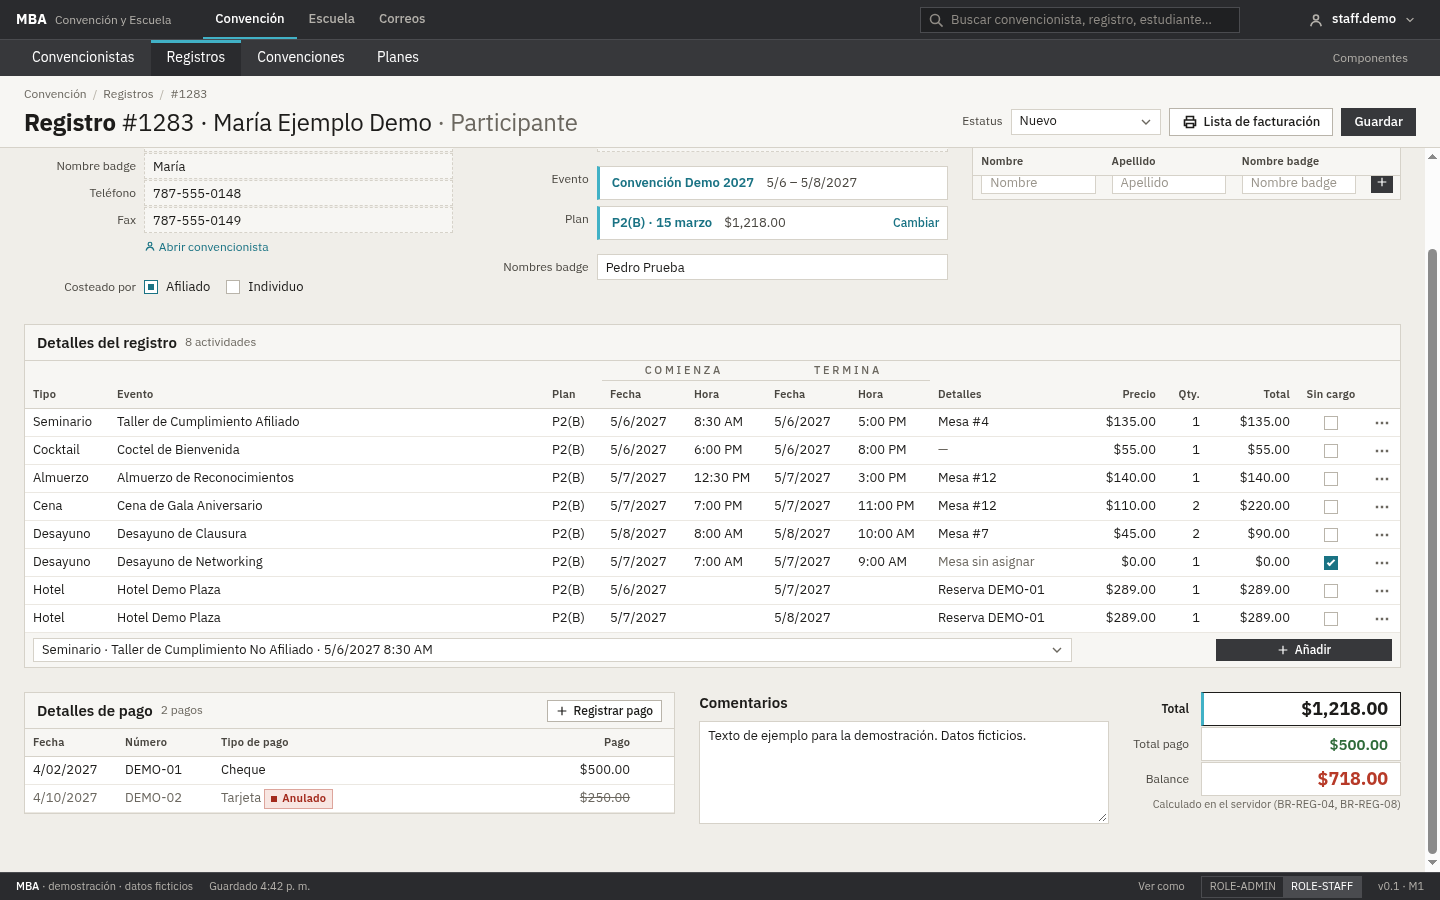 MBA Convención y Escuela Convención Escuela Correos Buscar convencionista, registro, estudiante... staff.demo
Convencionistas Registros Convenciones Planes Componentes
Convención / Registros / #1283
Registro #1283 · María Ejemplo Demo · Participante
Estatus Nuevo Lista de facturación Guardar
Nombre badge María
Teléfono 787-555-0148
Fax 787-555-0149
Abrir convencionista
Costeado por Afiliado Individuo
Evento Convención Demo 2027 5/6 – 5/8/2027
Plan P2(B) · 15 marzo $1,218.00 Cambiar
Nombres badge Pedro Prueba
Nombre Apellido Nombre badge
Nombre Apellido Nombre badge +
Detalles del registro 8 actividades
COMIENZA TERMINA
Tipo Evento Plan Fecha Hora Fecha Hora Detalles Precio Qty. Total Sin cargo
Seminario Taller de Cumplimiento Afiliado P2(B) 5/6/2027 8:30 AM 5/6/2027 5:00 PM Mesa #4 $135.00 1 $135.00 ···
Cocktail Coctel de Bienvenida P2(B) 5/6/2027 6:00 PM 5/6/2027 8:00 PM — $55.00 1 $55.00 ···
Almuerzo Almuerzo de Reconocimientos P2(B) 5/7/2027 12:30 PM 5/7/2027 3:00 PM Mesa #12 $140.00 1 $140.00 ···
Cena Cena de Gala Aniversario P2(B) 5/7/2027 7:00 PM 5/7/2027 11:00 PM Mesa #12 $110.00 2 $220.00 ···
Desayuno Desayuno de Clausura P2(B) 5/8/2027 8:00 AM 5/8/2027 10:00 AM Mesa #7 $45.00 2 $90.00 ···
Desayuno Desayuno de Networking P2(B) 5/7/2027 7:00 AM 5/7/2027 9:00 AM Mesa sin asignar $0.00 1 $0.00 ···
Hotel Hotel Demo Plaza P2(B) 5/6/2027 5/7/2027 Reserva DEMO-01 $289.00 1 $289.00 ···
Hotel Hotel Demo Plaza P2(B) 5/7/2027 5/8/2027 Reserva DEMO-01 $289.00 1 $289.00 ···
Seminario · Taller de Cumplimiento No Afiliado · 5/6/2027 8:30 AM + Añadir
Detalles de pago 2 pagos + Registrar pago
Fecha Número Tipo de pago Pago
4/02/2027 DEMO-01 Cheque $500.00
4/10/2027 DEMO-02 Tarjeta Anulado $250.00
Comentarios
Texto de ejemplo para la demostración. Datos ficticios.
Total $1,218.00
Total pago $500.00
Balance $718.00
Calculado en el servidor (BR-REG-04, BR-REG-08)
MBA · demostración · datos ficticios Guardado 4:42 p. m. Ver como ROLE-ADMIN ROLE-STAFF v0.1 · M1